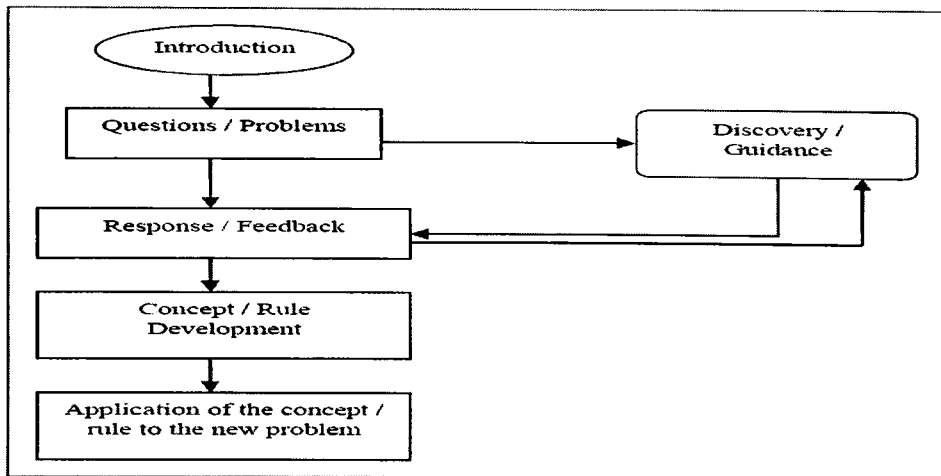 Introduction
Questions / Problems
Discovery /
Guidance
Response / Feedback
Concept / Rule
Development
Application of the concept /
rule to the new problem